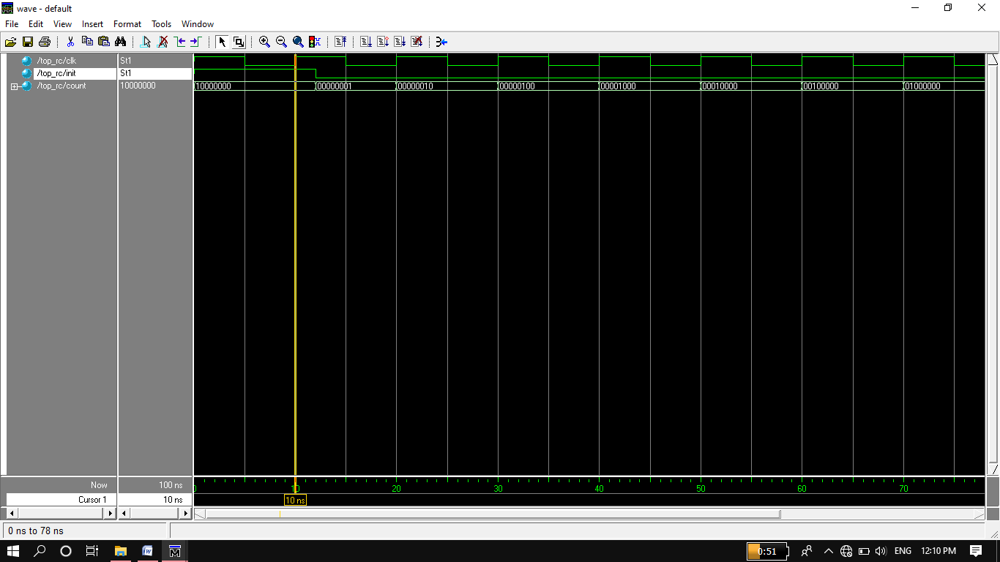 wave - default
File Edit View Insert Format Tools Window
/top_rc/clk St1
/top_rc/init St1
/top_rc/count 10000000 10000000 00000001 00000010 00000100 00001000 00010000 00100000 01000000
Now 100 ns 10 20 30 40 50 60 70
Cursor 1 10 ns 10 ns
0 ns to 78 ns
0:51 ENG 12:10 PM